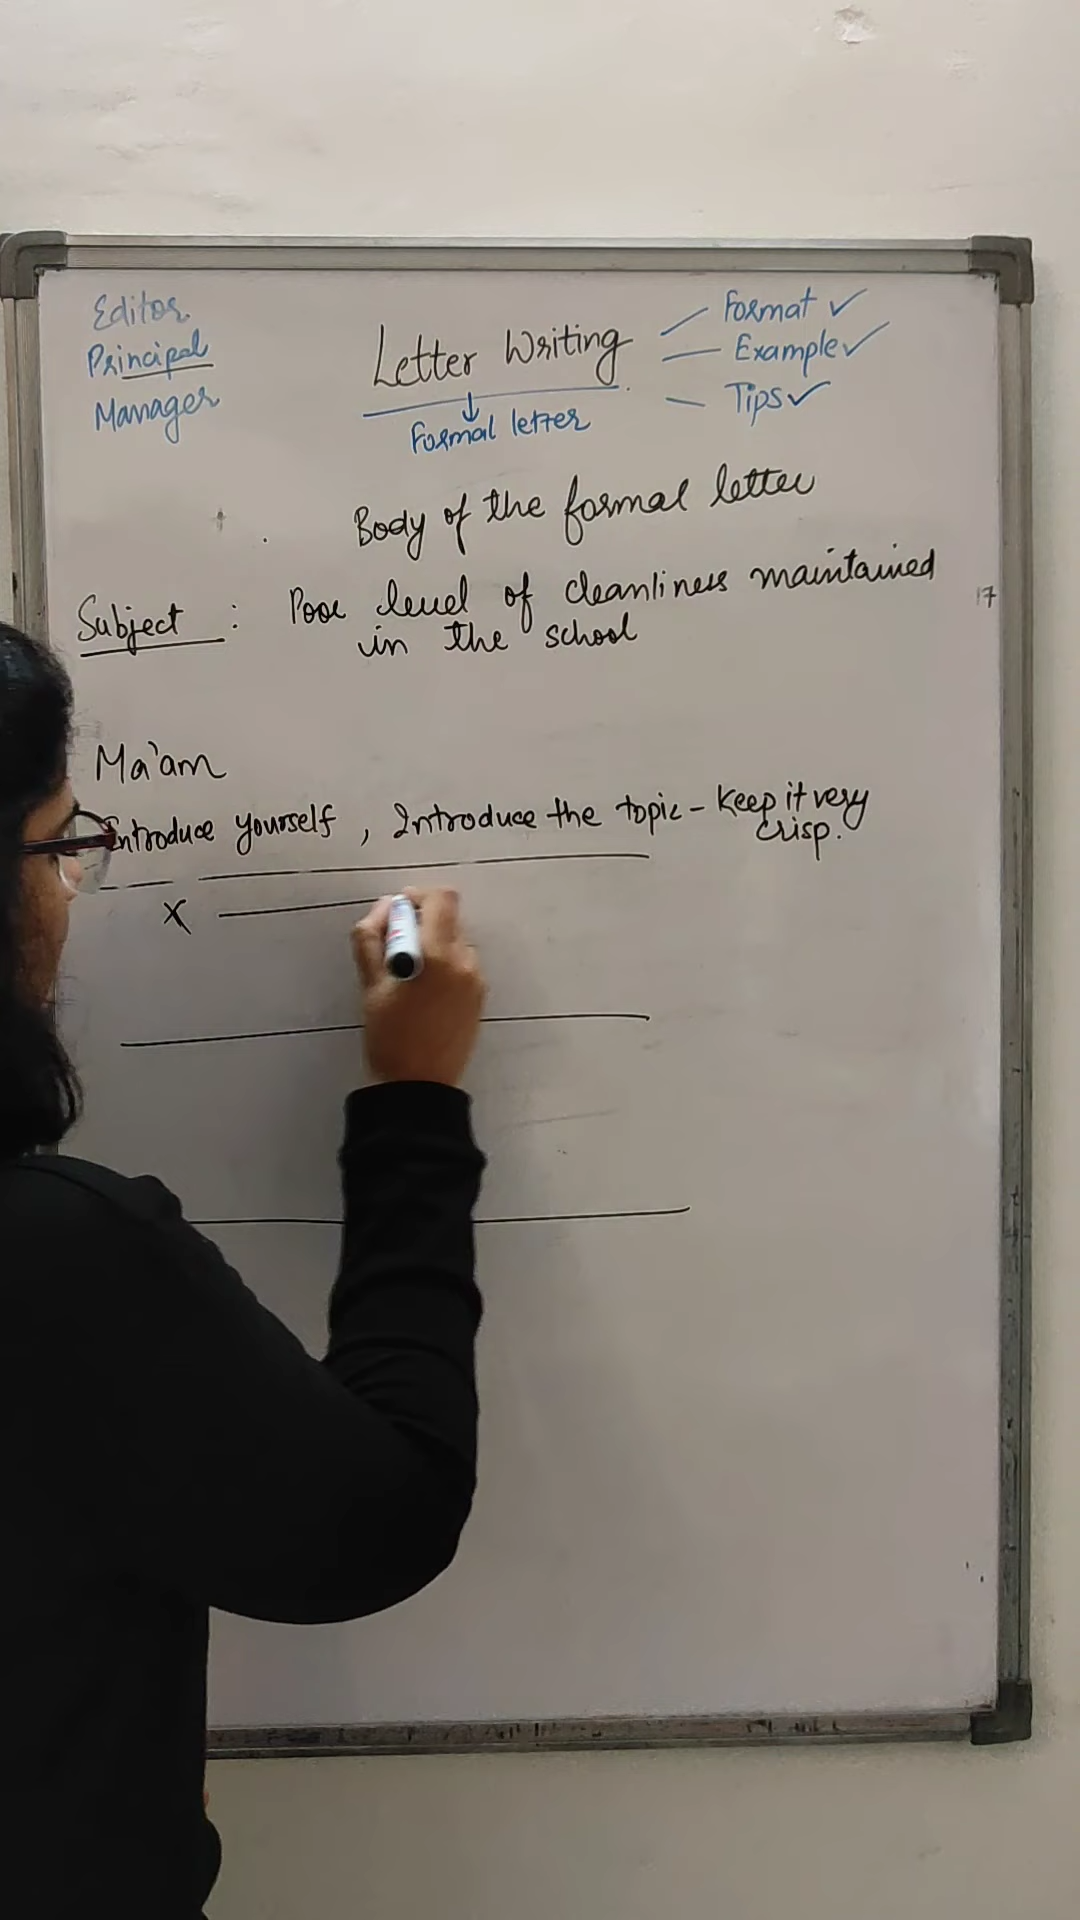 Editor
Principal
Manager
Letter Writing
Formal letter
Format ✓
Example ✓
Tips ✓
Body of the formal letter
Subject : Poor level of cleanliness maintained
in the school
17
Ma'am
Introduce yourself, Introduce the topic - Keep it very
crisp.
X